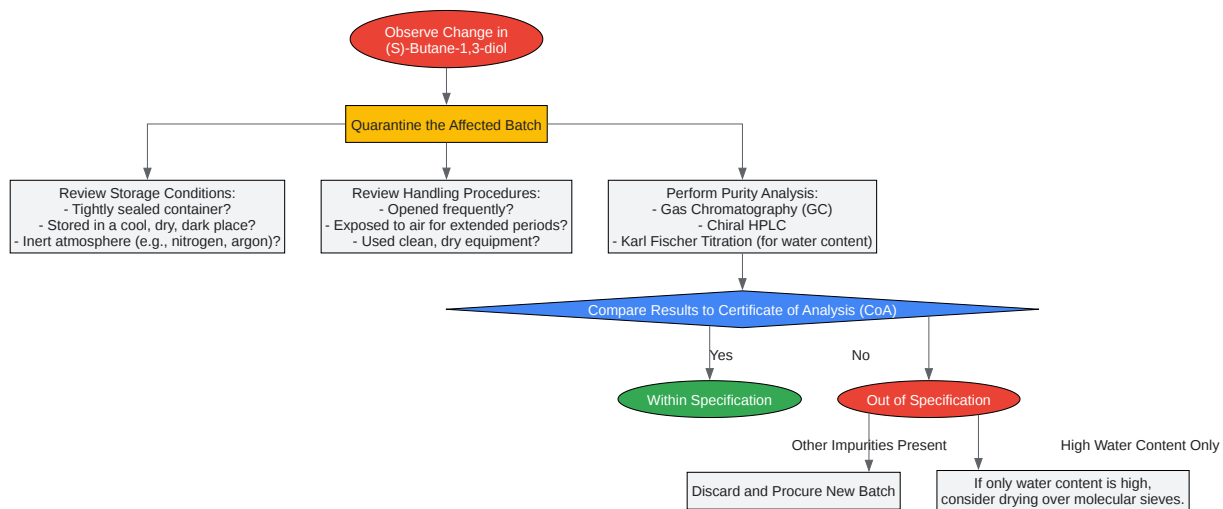 Observe Change in
(S)-Butane-1,3-diol
Quarantine the Affected Batch
Review Storage Conditions:
- Tightly sealed container?
- Stored in a cool, dry, dark place?
- Inert atmosphere (e.g., nitrogen, argon)?
Review Handling Procedures:
- Opened frequently?
- Exposed to air for extended periods?
- Used clean, dry equipment?
Perform Purity Analysis:
- Gas Chromatography (GC)
- Chiral HPLC
- Karl Fischer Titration (for water content)
Compare Results to Certificate of Analysis (CoA)
Yes
No
Within Specification
Out of Specification
Other Impurities Present
High Water Content Only
Discard and Procure New Batch
If only water content is high,
consider drying over molecular sieves.